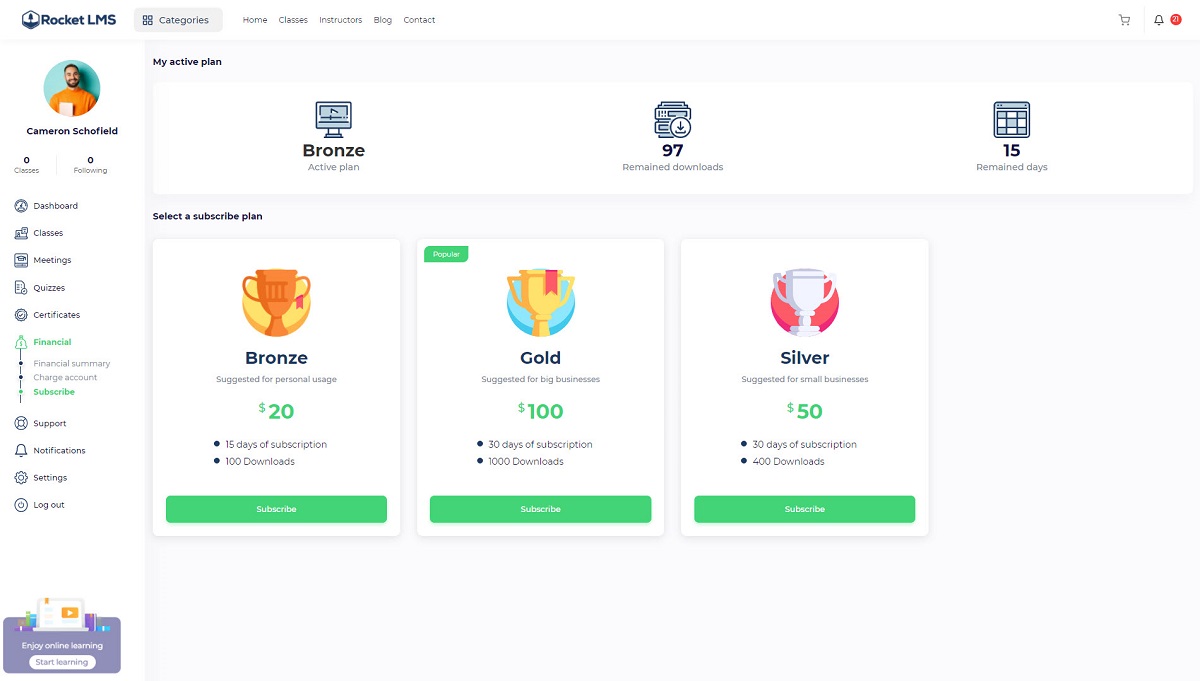 Rocket LMS
Categories
Home Classes Instructors Blog Contact
21
Cameron Schofield
0 0
Classes Following
Dashboard
Classes
Meetings
Quizzes
Certificates
Financial
Financial summary
Charge account
Subscribe
Support
Notifications
Settings
Log out
Enjoy online learning
Start learning
My active plan
Bronze
Active plan
97
Remained downloads
15
Remained days
Select a subscribe plan
Bronze
Suggested for personal usage
$20
15 days of subscription
100 Downloads
Subscribe
Popular
Gold
Suggested for big businesses
$100
30 days of subscription
1000 Downloads
Subscribe
Silver
Suggested for small businesses
$50
30 days of subscription
400 Downloads
Subscribe